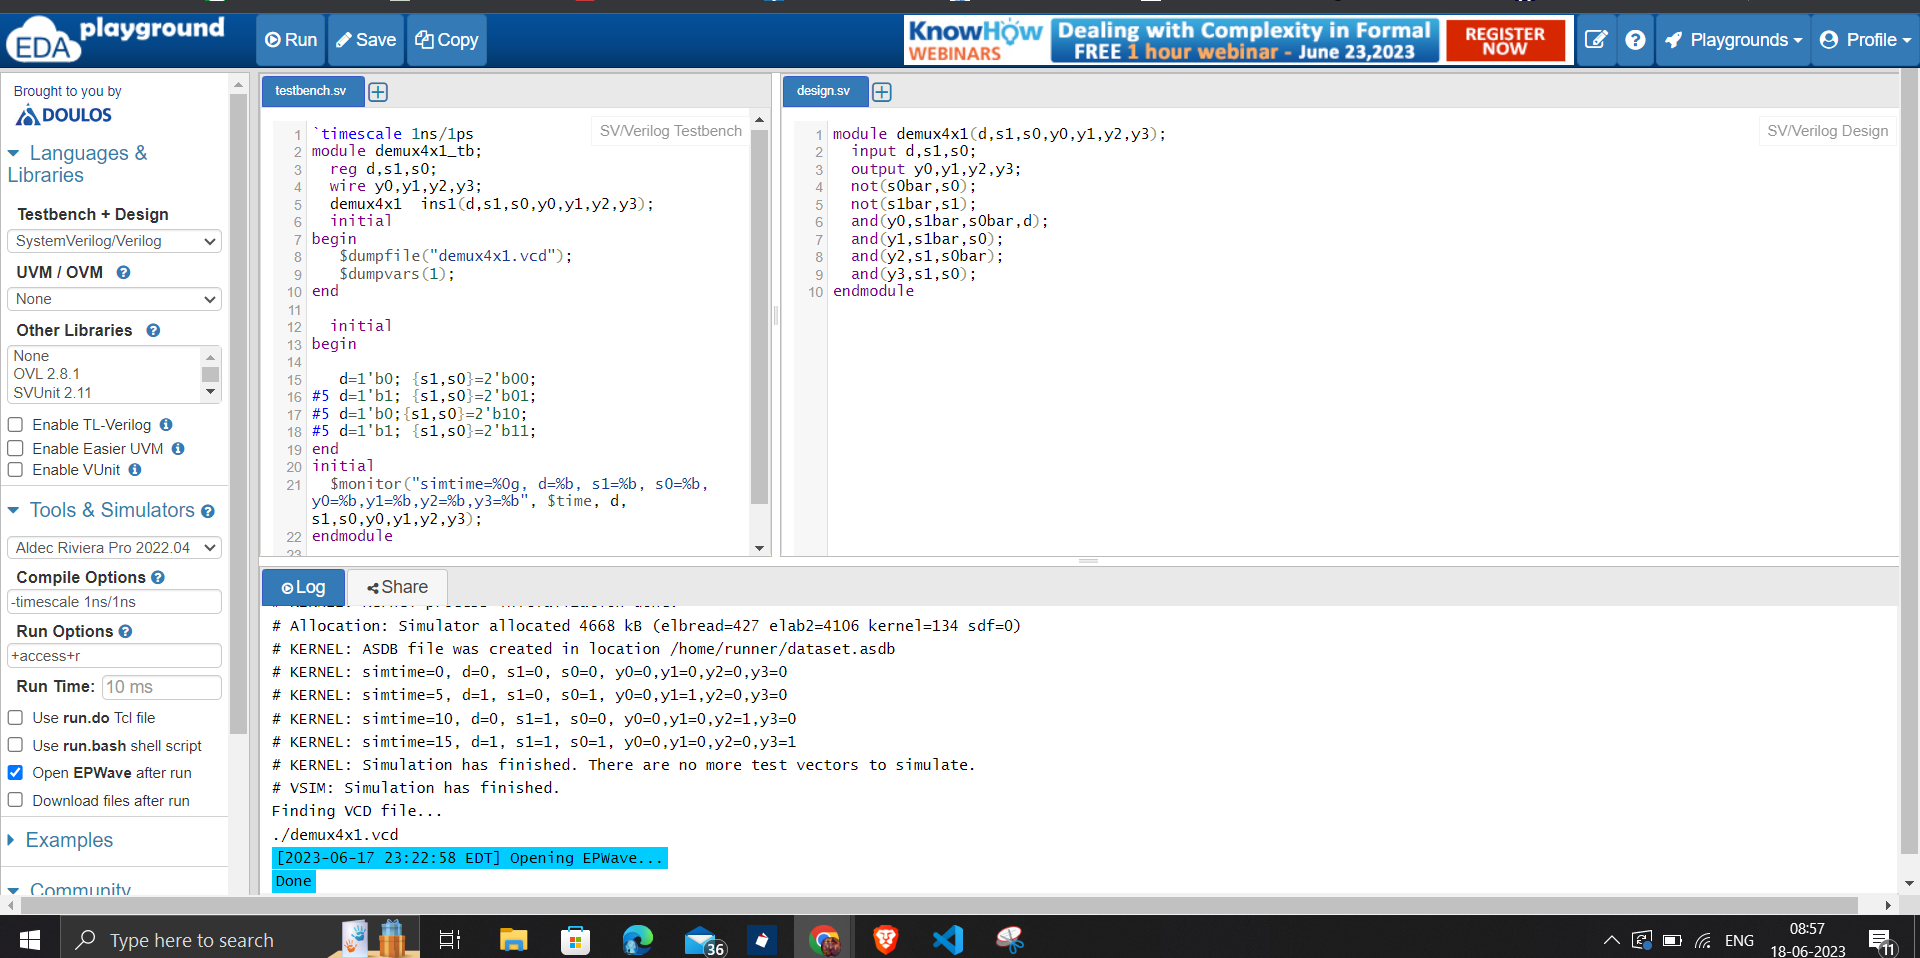 EDA playground
Run
Save
Copy
KnowHow WEBINARS
Dealing with Complexity in Formal
FREE 1 hour webinar - June 23,2023
REGISTER NOW
Playgrounds
Profile
Brought to you by
DOULOS
Languages &
Libraries
Testbench + Design
SystemVerilog/Verilog
UVM / OVM
None
Other Libraries
None
OVL 2.8.1
SVUnit 2.11
Enable TL-Verilog
Enable Easier UVM
Enable VUnit
Tools & Simulators
Aldec Riviera Pro 2022.04
Compile Options
-timescale 1ns/1ns
Run Options
+access+r
Run Time: 10 ms
Use run.do Tcl file
Use run.bash shell script
Open EPWave after run
Download files after run
Examples
Community
testbench.sv
SV/Verilog Testbench
1 `timescale 1ns/1ps
2 module demux4x1_tb;
3 reg d,s1,s0;
4 wire y0,y1,y2,y3;
5 demux4x1  ins1(d,s1,s0,y0,y1,y2,y3);
6 initial
7 begin
8 $dumpfile("demux4x1.vcd");
9 $dumpvars(1);
10 end
11
12 initial
13 begin
14
15 d=1'b0; {s1,s0}=2'b00;
16 #5 d=1'b1; {s1,s0}=2'b01;
17 #5 d=1'b0;{s1,s0}=2'b10;
18 #5 d=1'b1; {s1,s0}=2'b11;
19 end
20 initial
21 $monitor("simtime=%0g, d=%b, s1=%b, s0=%b,
y0=%b,y1=%b,y2=%b,y3=%b", $time, d,
s1,s0,y0,y1,y2,y3);
22 endmodule
23
design.sv
SV/Verilog Design
1 module demux4x1(d,s1,s0,y0,y1,y2,y3);
2 input d,s1,s0;
3 output y0,y1,y2,y3;
4 not(s0bar,s0);
5 not(s1bar,s1);
6 and(y0,s1bar,s0bar,d);
7 and(y1,s1bar,s0);
8 and(y2,s1,s0bar);
9 and(y3,s1,s0);
10 endmodule
Log
Share
# Allocation: Simulator allocated 4668 kB (elbread=427 elab2=4106 kernel=134 sdf=0)
# KERNEL: ASDB file was created in location /home/runner/dataset.asdb
# KERNEL: simtime=0, d=0, s1=0, s0=0, y0=0,y1=0,y2=0,y3=0
# KERNEL: simtime=5, d=1, s1=0, s0=1, y0=0,y1=1,y2=0,y3=0
# KERNEL: simtime=10, d=0, s1=1, s0=0, y0=0,y1=0,y2=1,y3=0
# KERNEL: simtime=15, d=1, s1=1, s0=1, y0=0,y1=0,y2=0,y3=1
# KERNEL: Simulation has finished. There are no more test vectors to simulate.
# VSIM: Simulation has finished.
Finding VCD file...
./demux4x1.vcd
[2023-06-17 23:22:58 EDT] Opening EPWave...
Done
Type here to search
36
ENG
08:57
18-06-2023
11